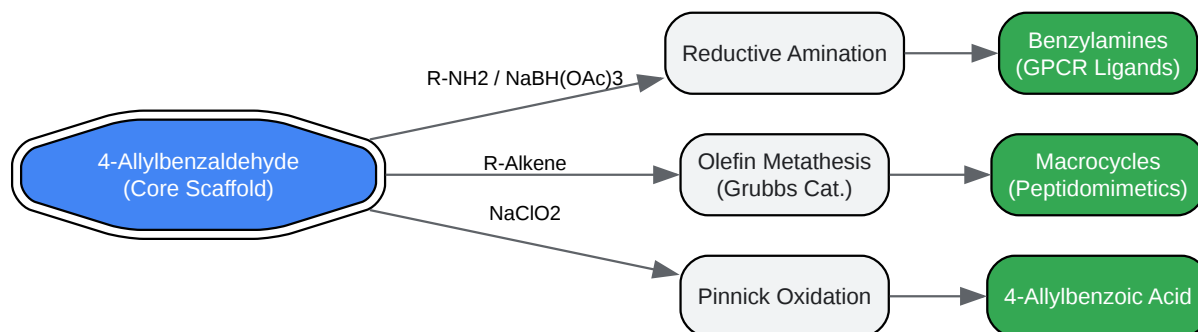 4-Allylbenzaldehyde
(Core Scaffold)
R-NH2 / NaBH(OAc)3
Reductive Amination
Benzylamines
(GPCR Ligands)
R-Alkene
Olefin Metathesis
(Grubbs Cat.)
Macrocycles
(Peptidomimetics)
NaClO2
Pinnick Oxidation
4-Allylbenzoic Acid